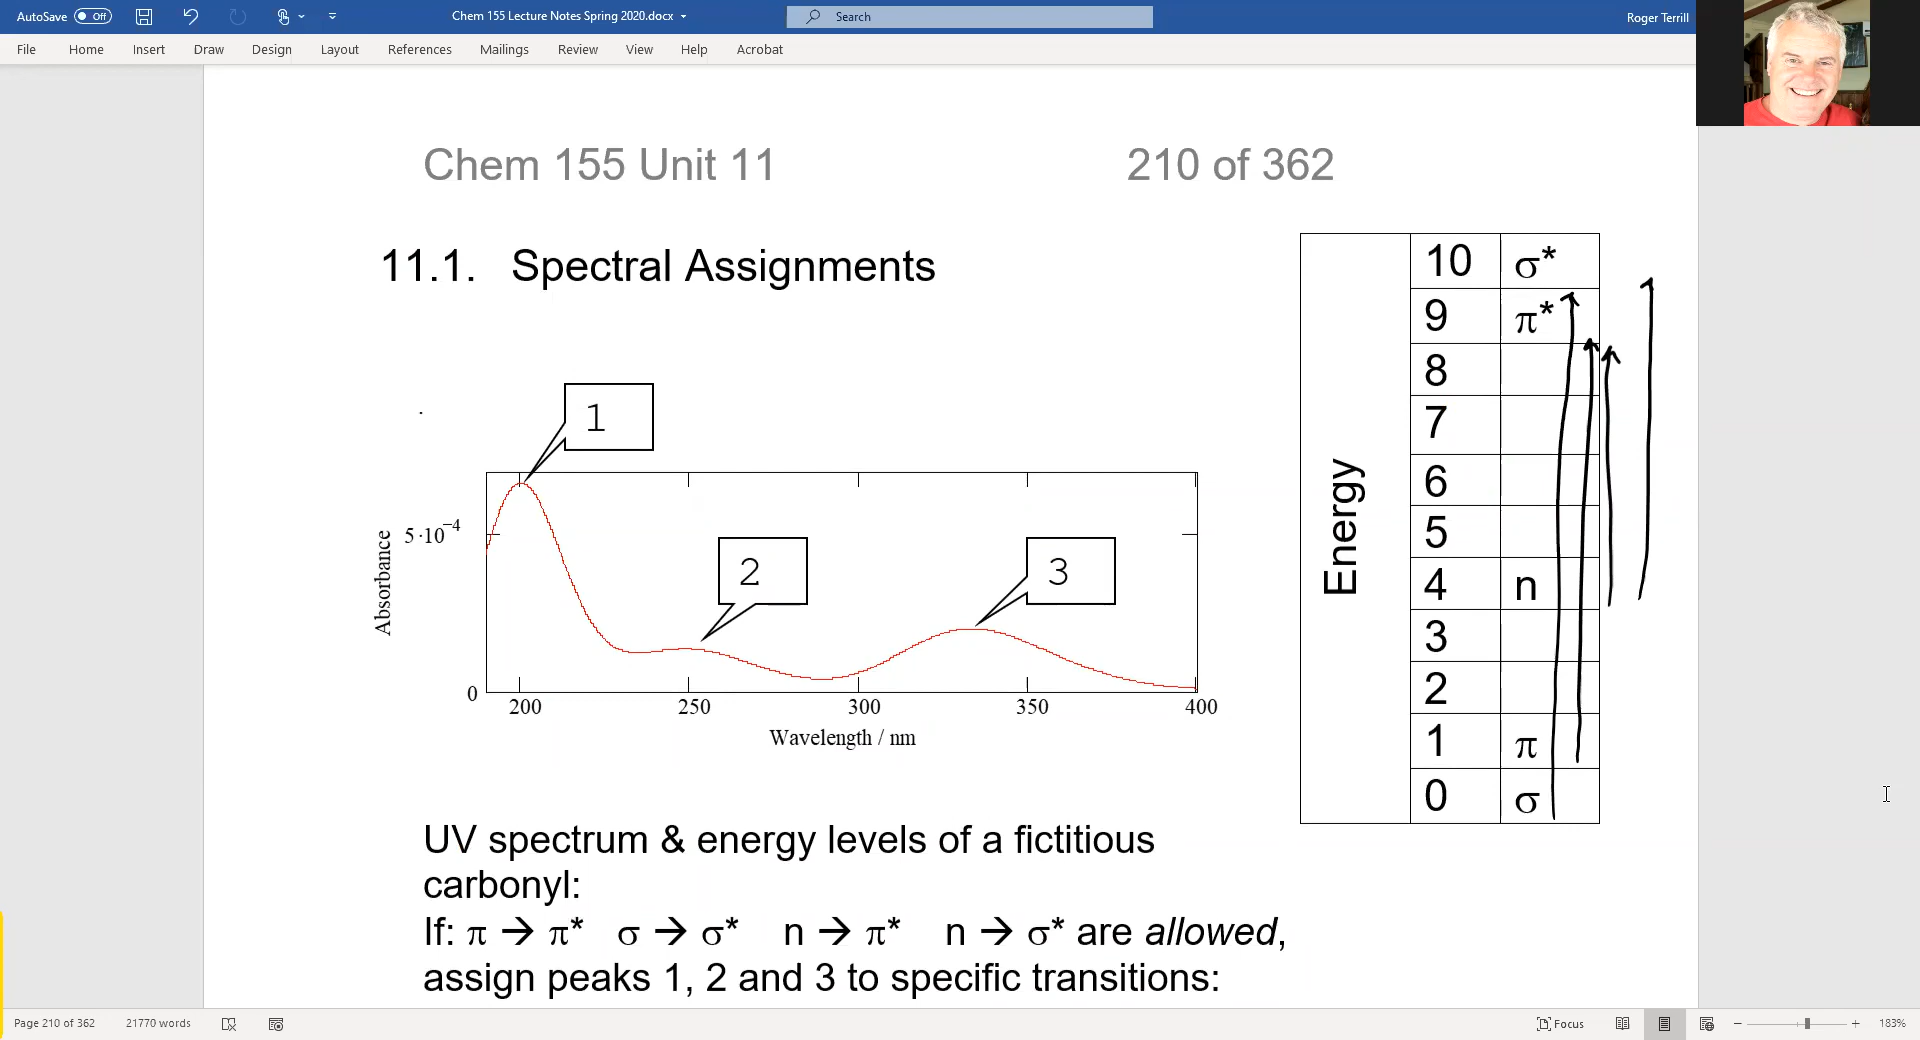 AutoSave Off Chem 155 Lecture Notes Spring 2020.docx Search Roger Terrill
File Home Insert Draw Design Layout References Mailings Review View Help Acrobat
Chem 155 Unit 11 210 of 362
11.1. Spectral Assignments
1
2
3
Absorbance
5·10⁻⁴
0
200 250 300 350 400
Wavelength / nm
Energy
10 σ*
9 π*
8
7
6
5
4 n
3
2
1 π
0 σ
UV spectrum & energy levels of a fictitious
carbonyl:
If: π → π* σ → σ* n → π* n → σ* are allowed,
assign peaks 1, 2 and 3 to specific transitions:
Page 210 of 362 21770 words Focus 183%